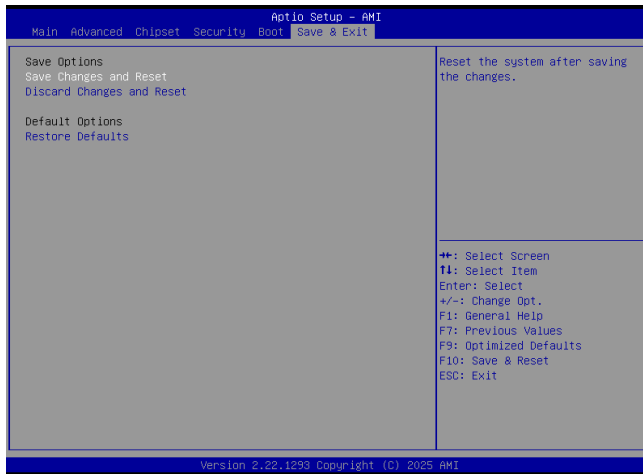 Aptio Setup - AMI
Main Advanced Chipset Security Boot Save & Exit
Save Options
Save Changes and Reset
Discard Changes and Reset
Default Options
Restore Defaults
Reset the system after saving
the changes.
→←: Select Screen
↑↓: Select Item
Enter: Select
+/-: Change Opt.
F1: General Help
F7: Previous Values
F9: Optimized Defaults
F10: Save & Reset
ESC: Exit
Version 2.22.1293 Copyright (C) 2025 AMI